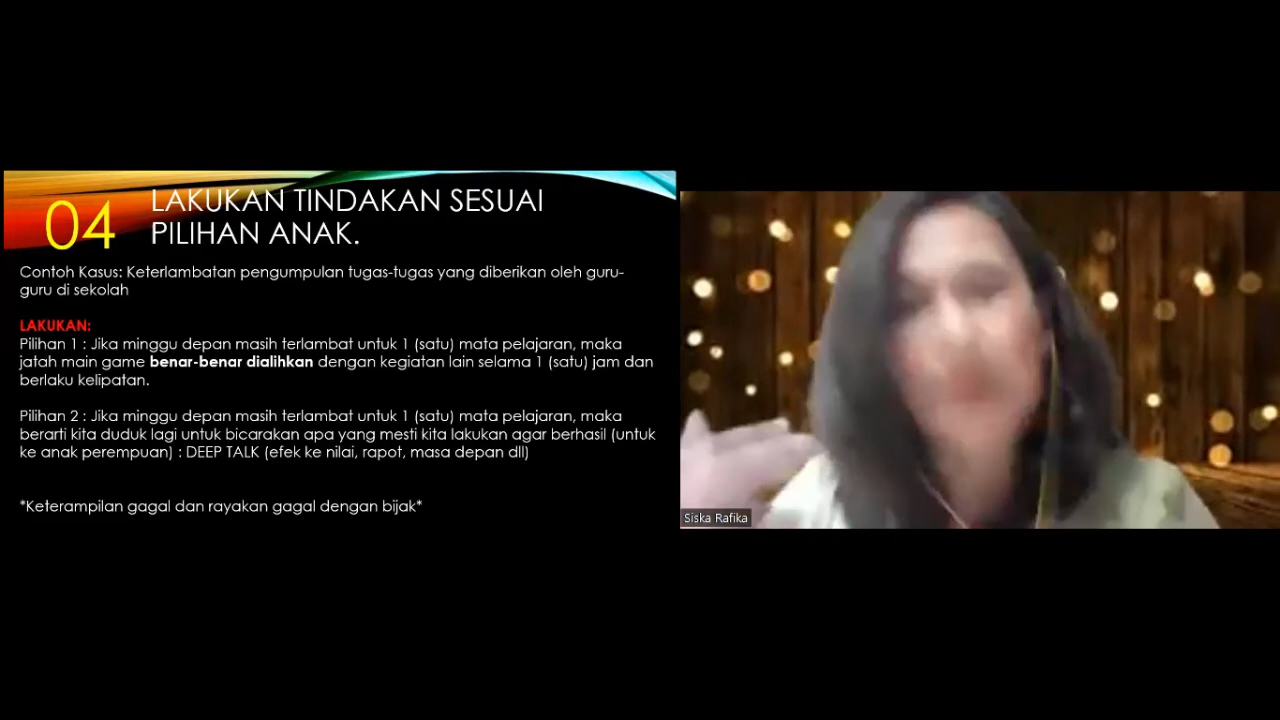 04
LAKUKAN TINDAKAN SESUAI
PILIHAN ANAK.
Contoh Kasus: Keterlambatan pengumpulan tugas-tugas yang diberikan oleh guru-
guru di sekolah
LAKUKAN:
Pilihan 1 : Jika minggu depan masih terlambat untuk 1 (satu) mata pelajaran, maka
jatah main game benar-benar dialihkan dengan kegiatan lain selama 1 (satu) jam dan
berlaku kelipatan.
Pilihan 2 : Jika minggu depan masih terlambat untuk 1 (satu) mata pelajaran, maka
berarti kita duduk lagi untuk bicarakan apa yang mesti kita lakukan agar berhasil (untuk
ke anak perempuan) : DEEP TALK (efek ke nilai, rapot, masa depan dll)
*Keterampilan gagal dan rayakan gagal dengan bijak*
Siska Rafika